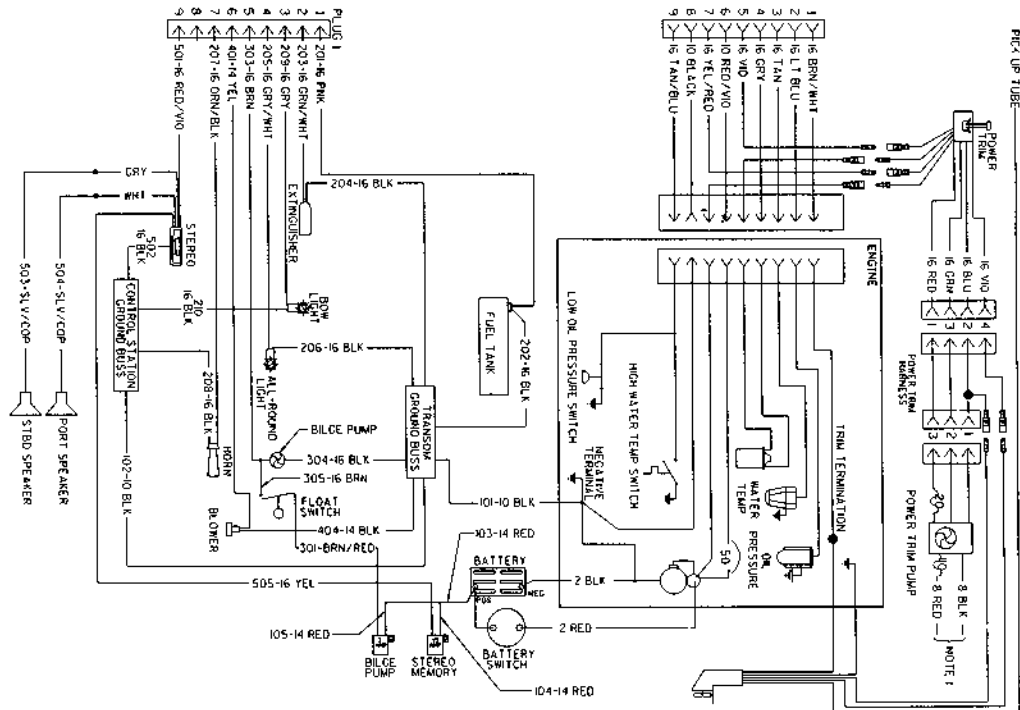 PICK UP TUBE
PLUG 1
9
8
7
6
5
4
3
2
1
501-16 RED/VIO
207-16 ORN/BLK
401-14 YEL
303-16 BRN
205-16 GRY/WHT
209-16 GRY
203-16 GRN/WHT
201-16 PNK
9
8
7
6
5
4
3
2
1
16 TAN/BLU
10 BLACK
16 YEL/RED
10 RED/VIO
16 VIO
16 GRY
16 TAN
16 LT BLU
16 BRN/WHT
POWER
TRIM
GRY
WHT
STEREO
502
16 BLK
EXTINGUISHER
204-16 BLK
503-SLV/COP
504-SLV/COP
CONTROL STATION
GROUND BUSS
210
16 BLK
BOW
LIGHT
206-16 BLK
ALL-ROUND
LIGHT
208-16 BLK
HORN
FUEL TANK
202-16 BLK
TRANSOM
GROUND BUSS
BILGE PUMP
304-16 BLK
305-16 BRN
FLOAT
SWITCH
BLOWER
404-14 BLK
301-BRN/RED
102-10 BLK
STBD SPEAKER
PORT SPEAKER
101-10 BLK
103-14 RED
505-16 YEL
BATTERY
POS
NEG
2 BLK
2 RED
105-14 RED
BILGE
PUMP
STEREO
MEMORY
BATTERY
SWITCH
104-14 RED
ENGINE
LOW OIL PRESSURE SWITCH
HIGH WATER TEMP SWITCH
NEGATIVE
TERMINAL
50
WATER
TEMP
OIL
PRESSURE
TRIM TERMINATION
16 RED
16 GRN
16 BLU
16 VIO
1
3
2
4
POWER TRIM
HARNESS
3
2
1
POWER TRIM PUMP
8 RED
8 BLK
NOTE 1